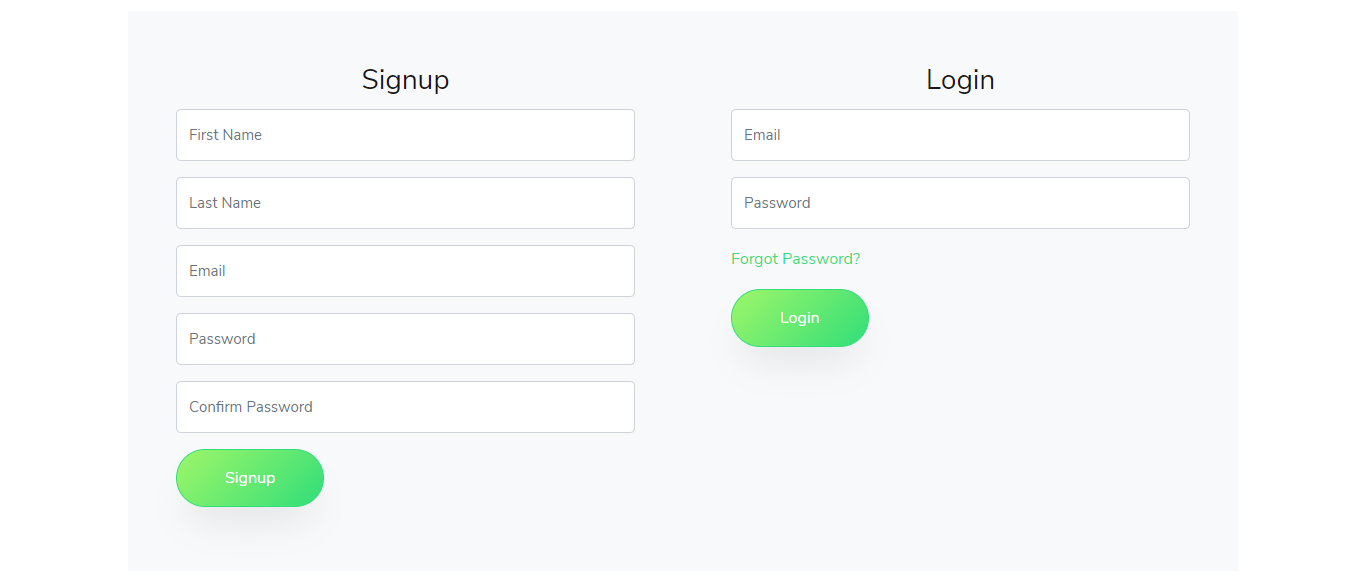 Signup
First Name
Last Name
Email
Password
Confirm Password
Signup
Login
Email
Password
Forgot Password?
Login